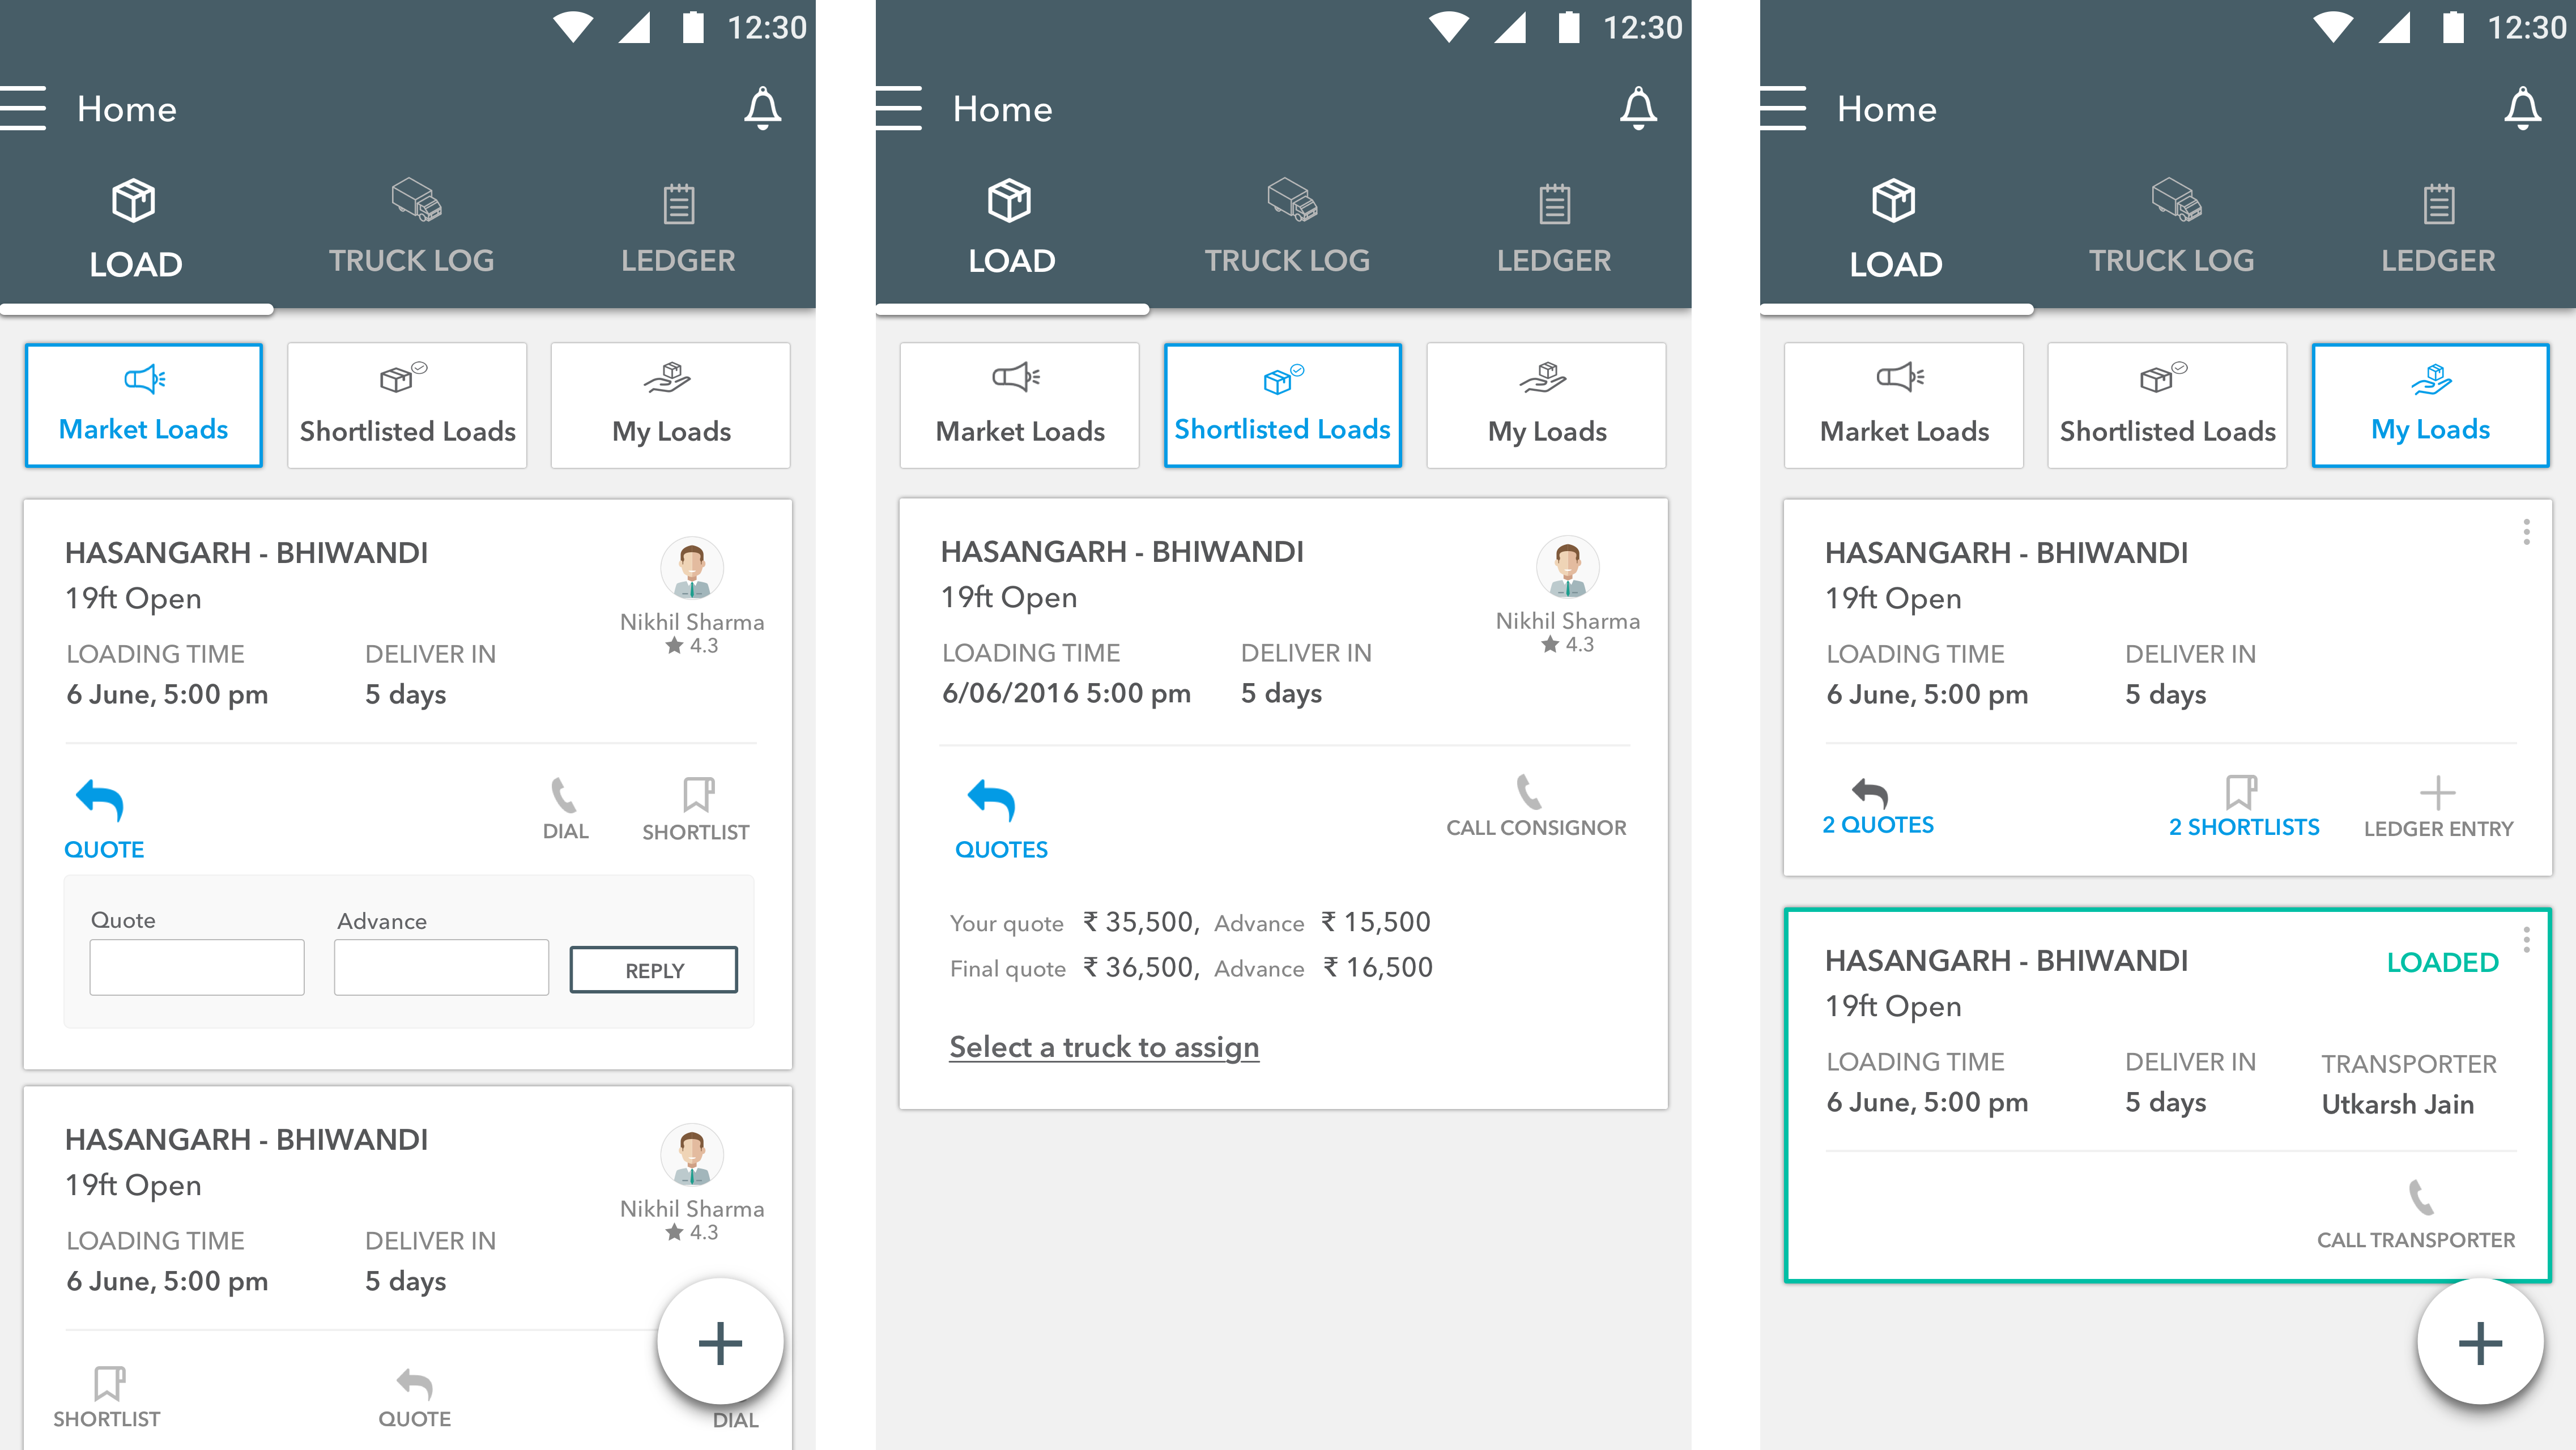 12:30
Home
LOAD TRUCK LOG LEDGER
Market Loads Shortlisted Loads My Loads
HASANGARH - BHIWANDI
19ft Open
Nikhil Sharma
4.3
LOADING TIME DELIVER IN
6 June, 5:00 pm 5 days
QUOTE DIAL SHORTLIST
Quote Advance
REPLY
HASANGARH - BHIWANDI
19ft Open
Nikhil Sharma
4.3
LOADING TIME DELIVER IN
6 June, 5:00 pm 5 days
SHORTLIST QUOTE DIAL
12:30
Home
LOAD TRUCK LOG LEDGER
Market Loads Shortlisted Loads My Loads
HASANGARH - BHIWANDI
19ft Open
Nikhil Sharma
4.3
LOADING TIME DELIVER IN
6/06/2016 5:00 pm 5 days
QUOTES CALL CONSIGNOR
Your quote ₹ 35,500, Advance ₹ 15,500
Final quote ₹ 36,500, Advance ₹ 16,500
Select a truck to assign
12:30
Home
LOAD TRUCK LOG LEDGER
Market Loads Shortlisted Loads My Loads
HASANGARH - BHIWANDI
19ft Open
LOADING TIME DELIVER IN
6 June, 5:00 pm 5 days
2 QUOTES 2 SHORTLISTS LEDGER ENTRY
HASANGARH - BHIWANDI LOADED
19ft Open
LOADING TIME DELIVER IN TRANSPORTER
6 June, 5:00 pm 5 days Utkarsh Jain
CALL TRANSPORTER